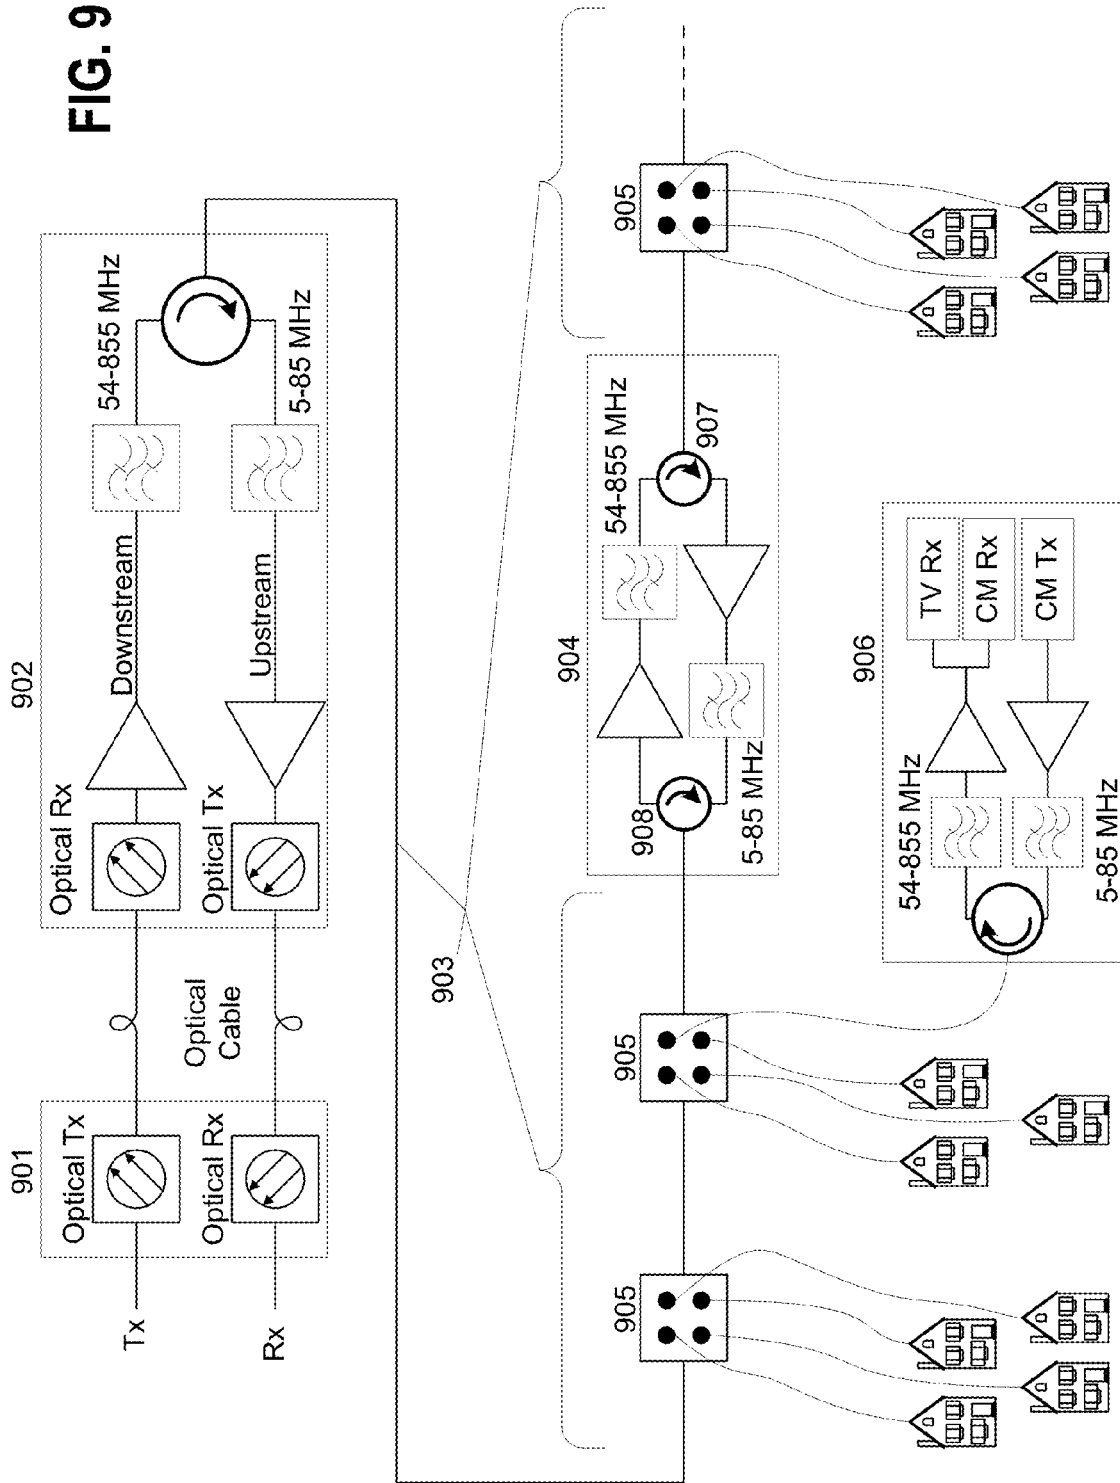 FIG. 9
901
Optical Tx
Optical Rx
Tx
Rx
Optical
Cable
902
Optical Rx
Optical Tx
Downstream
Upstream
54-855 MHz
5-85 MHz
903
905
905
904
908
54-855 MHz
5-85 MHz
907
905
906
54-855 MHz
5-85 MHz
TV Rx
CM Rx
CM Tx